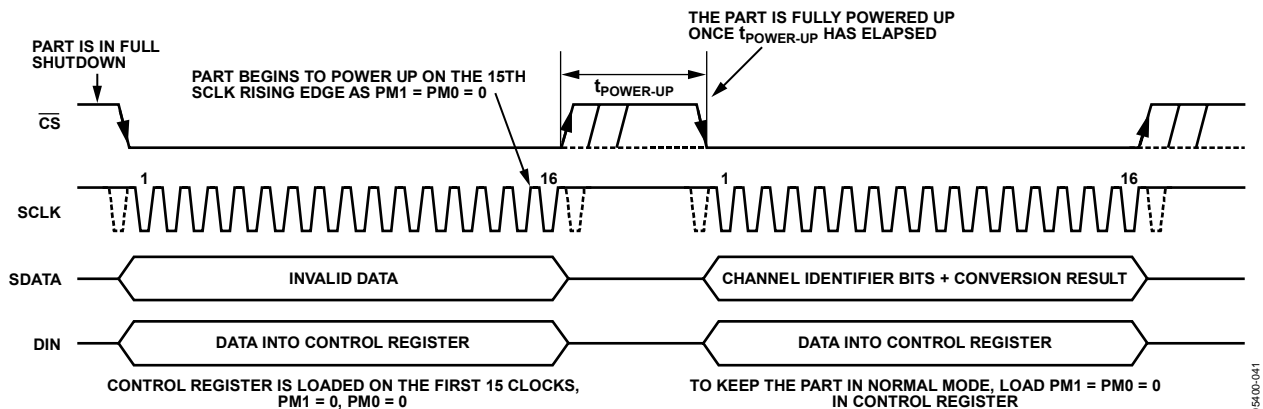 THE PART IS FULLY POWERED UP
ONCE tPOWER-UP HAS ELAPSED
PART IS IN FULL
SHUTDOWN
PART BEGINS TO POWER UP ON THE 15TH
SCLK RISING EDGE AS PM1 = PM0 = 0
tPOWER-UP
CS
1
16
1
16
SCLK
SDATA
INVALID DATA
CHANNEL IDENTIFIER BITS + CONVERSION RESULT
DIN
DATA INTO CONTROL REGISTER
DATA INTO CONTROL REGISTER
CONTROL REGISTER IS LOADED ON THE FIRST 15 CLOCKS,
PM1 = 0, PM0 = 0
TO KEEP THE PART IN NORMAL MODE, LOAD PM1 = PM0 = 0
IN CONTROL REGISTER